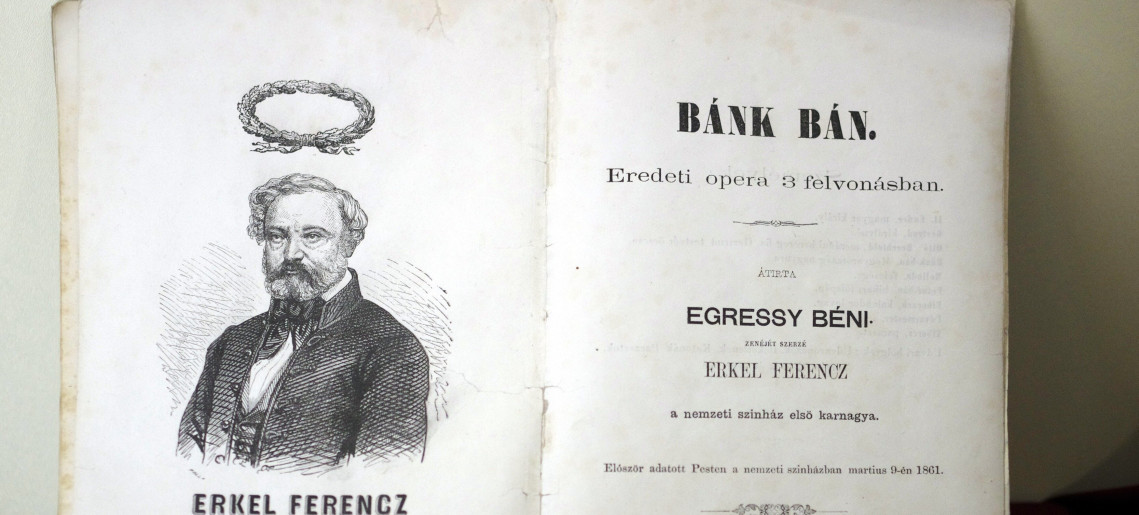 ERKEL FERENCZ
BÁNK BÁN.
Eredeti opera 3 felvonásban.
ÁTIRTA
EGRESSY BÉNI.
ZENÉJÉT SZERZÉ
ERKEL FERENCZ
a nemzeti szinház első karnagya.
Először adatott Pesten a nemzeti szinházban martius 9-én 1861.